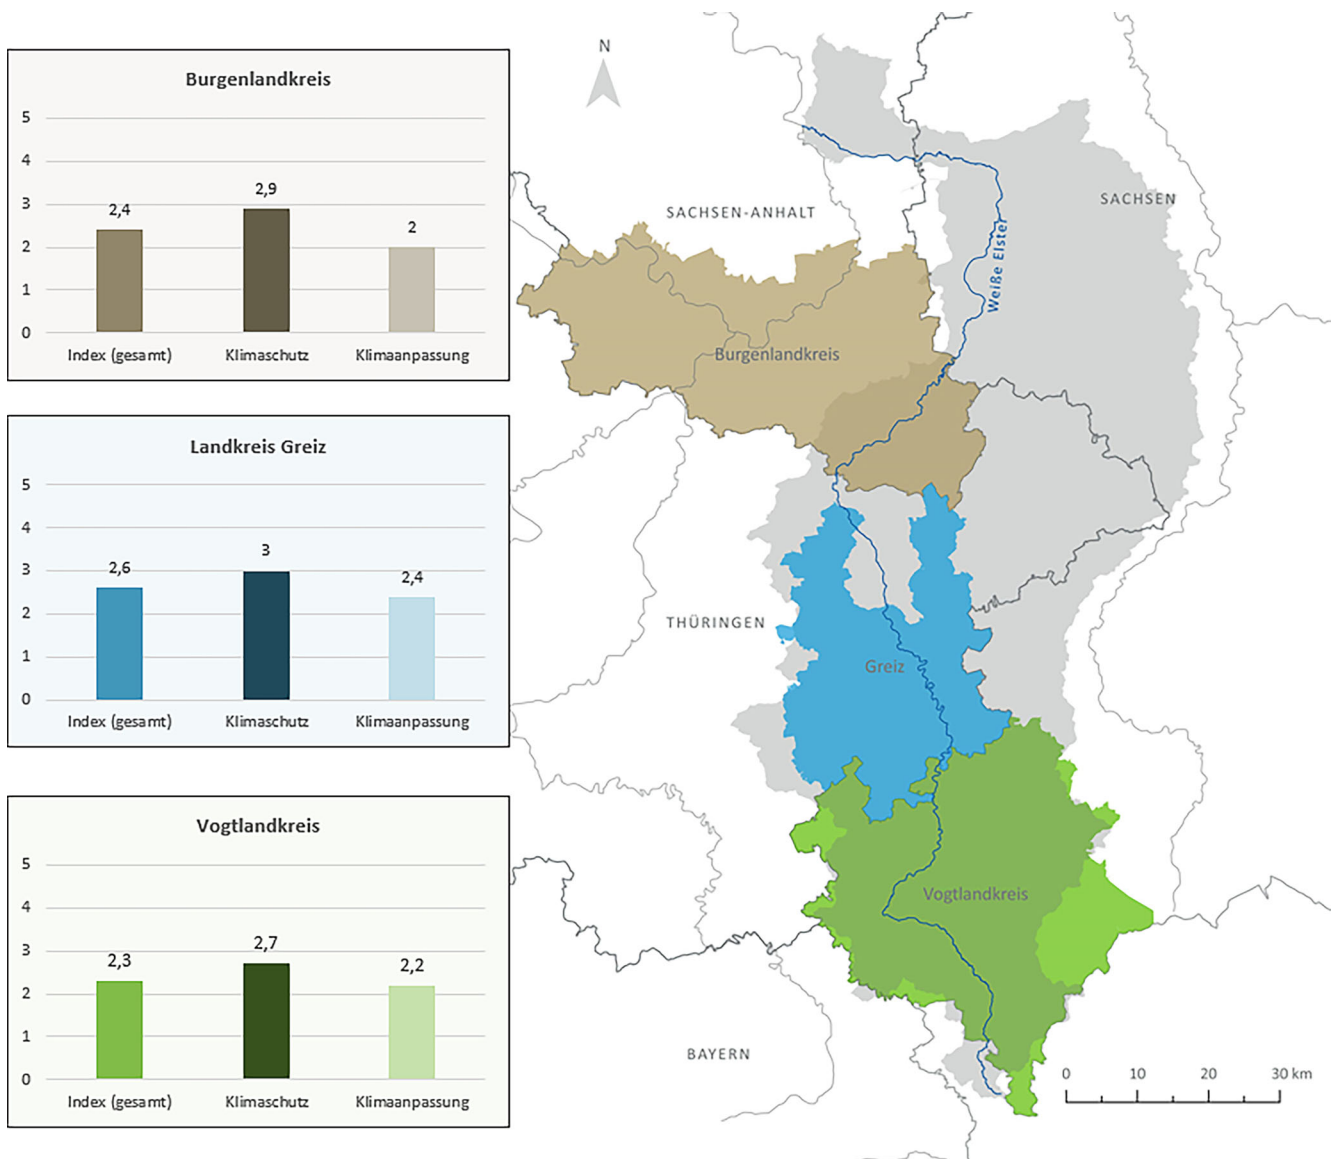 Burgenlandkreis
5
4
3
2
1
0
2,4
2,9
2
Index (gesamt)
Klimaschutz
Klimaanpassung
Landkreis Greiz
5
4
3
2
1
0
2,6
3
2,4
Index (gesamt)
Klimaschutz
Klimaanpassung
Vogtlandkreis
5
4
3
2
1
0
2,3
2,7
2,2
Index (gesamt)
Klimaschutz
Klimaanpassung
N
SACHSEN-ANHALT
SACHSEN
Weiße Elster
Burgenlandkreis
THÜRINGEN
Greiz
Vogtlandkreis
BAYERN
0 10 20 30 km